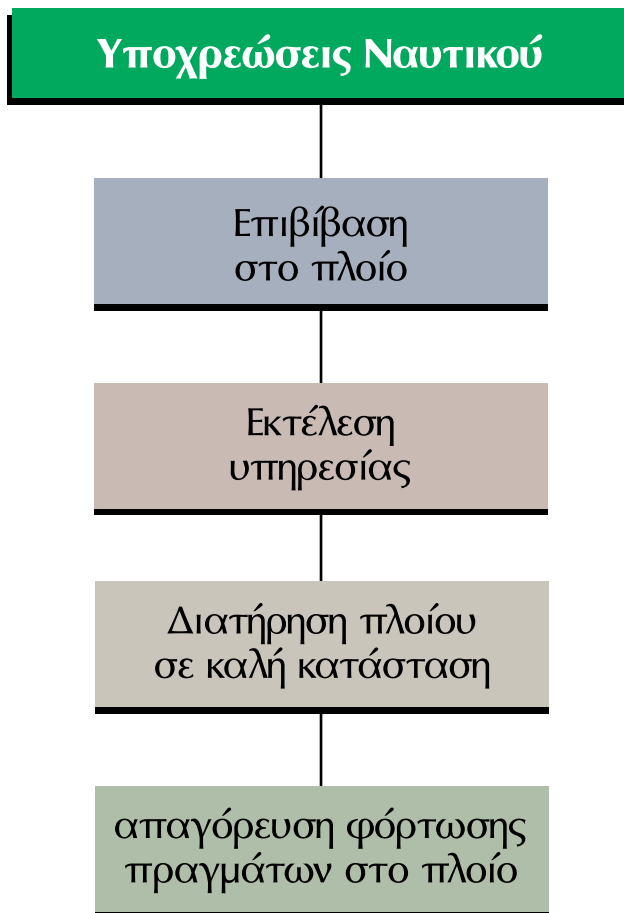 Υποχρεώσεις Ναυτικού
Επιβίβαση
στο πλοίο
Εκτέλεση
υπηρεσίας
Διατήρηση πλοίου
σε καλή κατάσταση
απαγόρευση φόρτωσης
πραγμάτων στο πλοίο